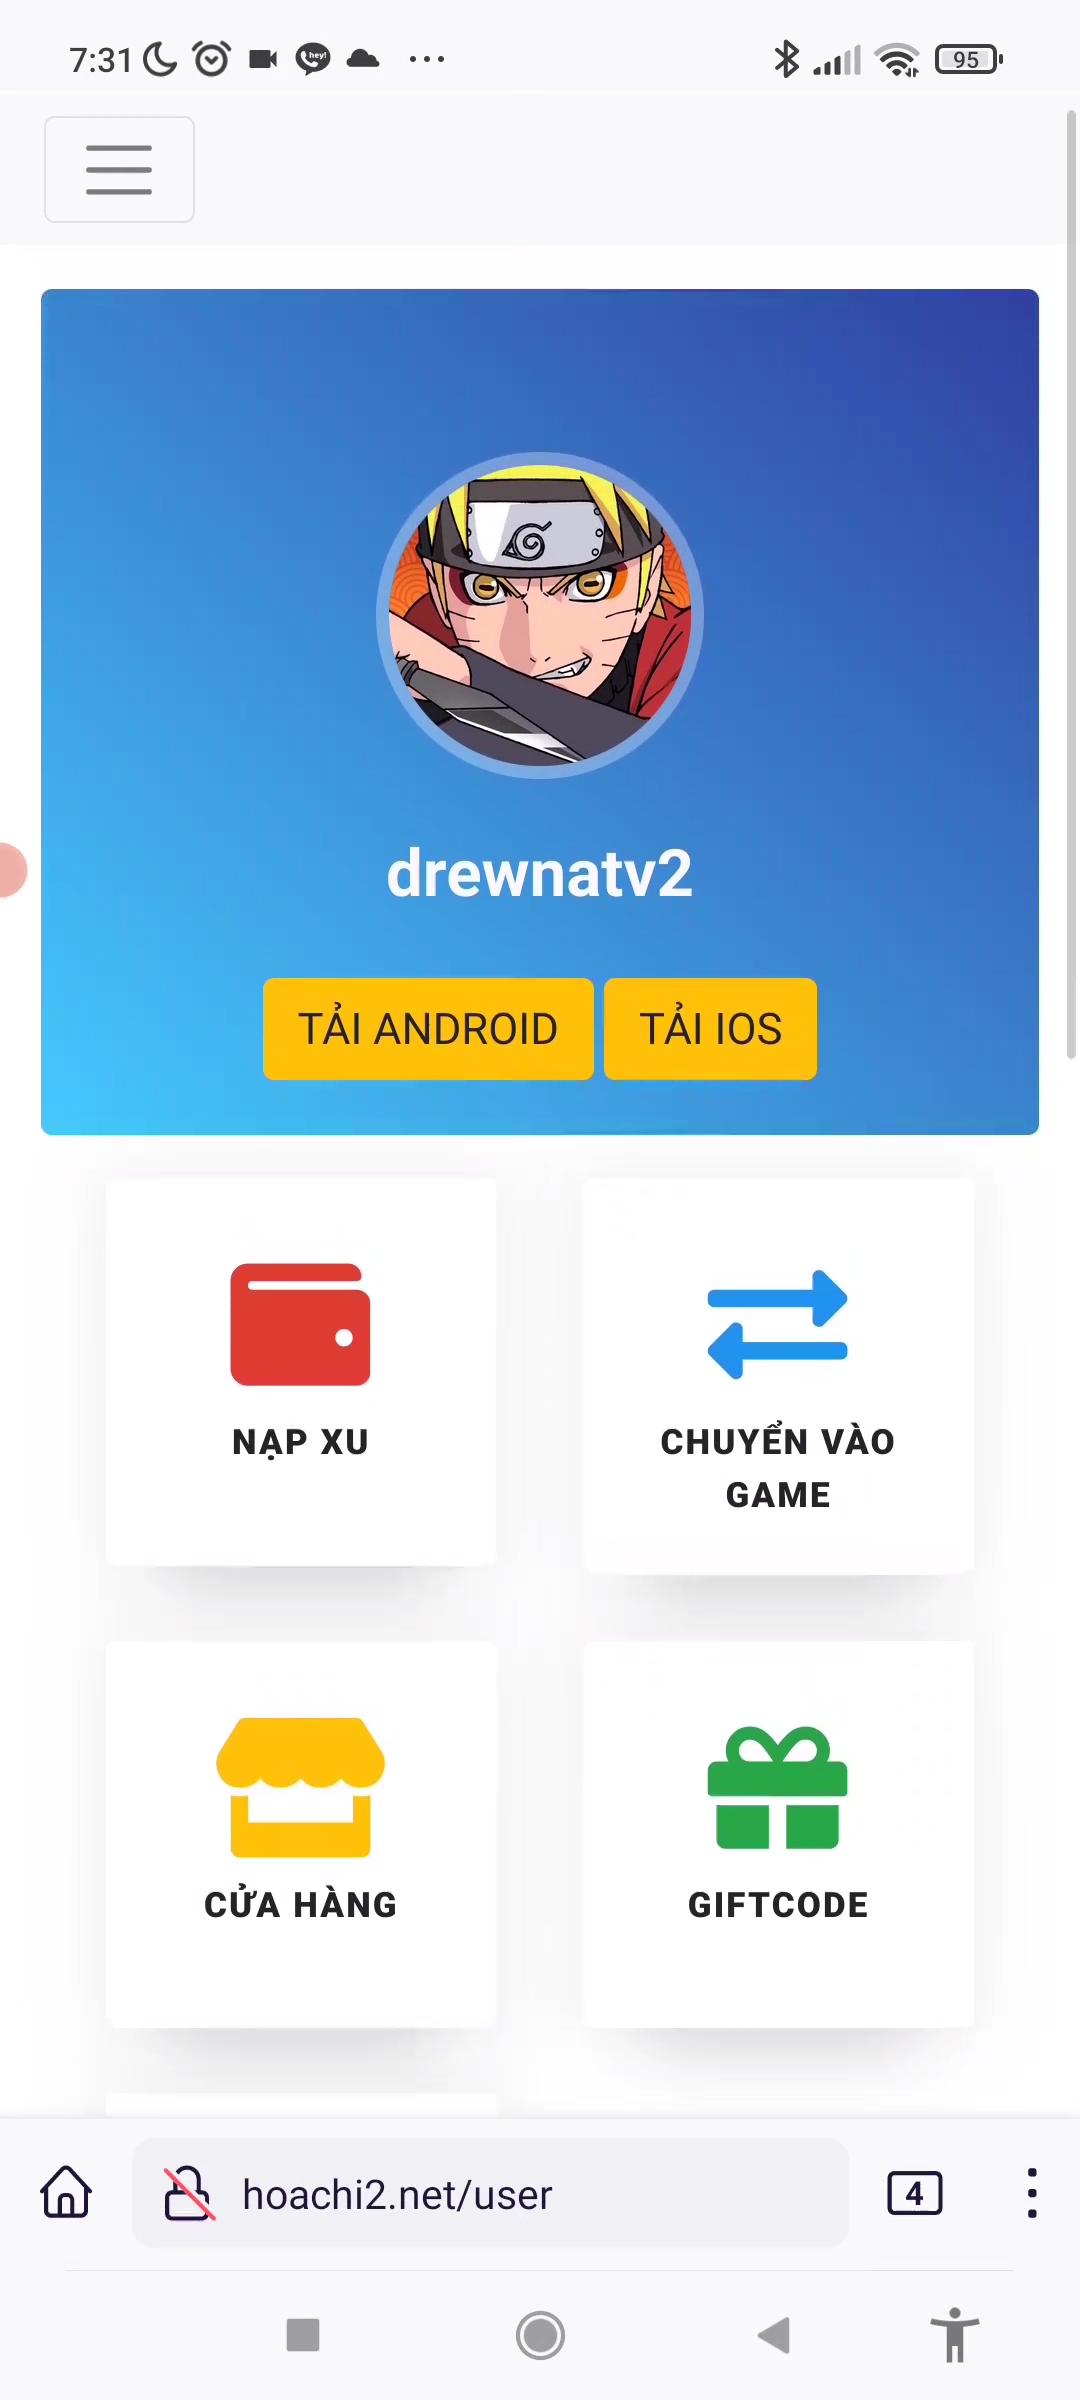 7:31
hey!
95
drewnatv2
TẢI ANDROID
TẢI IOS
NẠP XU
CHUYỂN VÀO
GAME
CỬA HÀNG
GIFTCODE
hoachi2.net/user
4